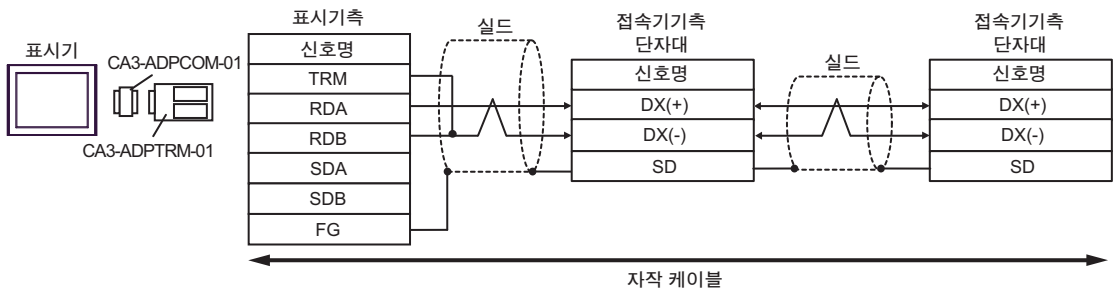 표시기
CA3-ADPCOM-01
CA3-ADPTRM-01
표시기측
신호명
TRM
RDA
RDB
SDA
SDB
FG
실드
접속기기측
단자대
신호명
DX(+)
DX(-)
SD
실드
접속기기측
단자대
신호명
DX(+)
DX(-)
SD
자작 케이블